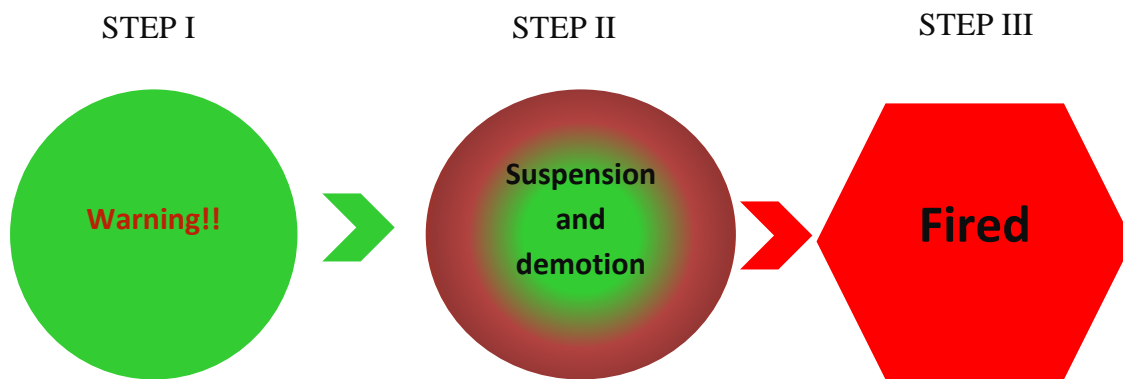 STEP I
STEP II
STEP III
Warning!!
Suspension
and
demotion
Fired